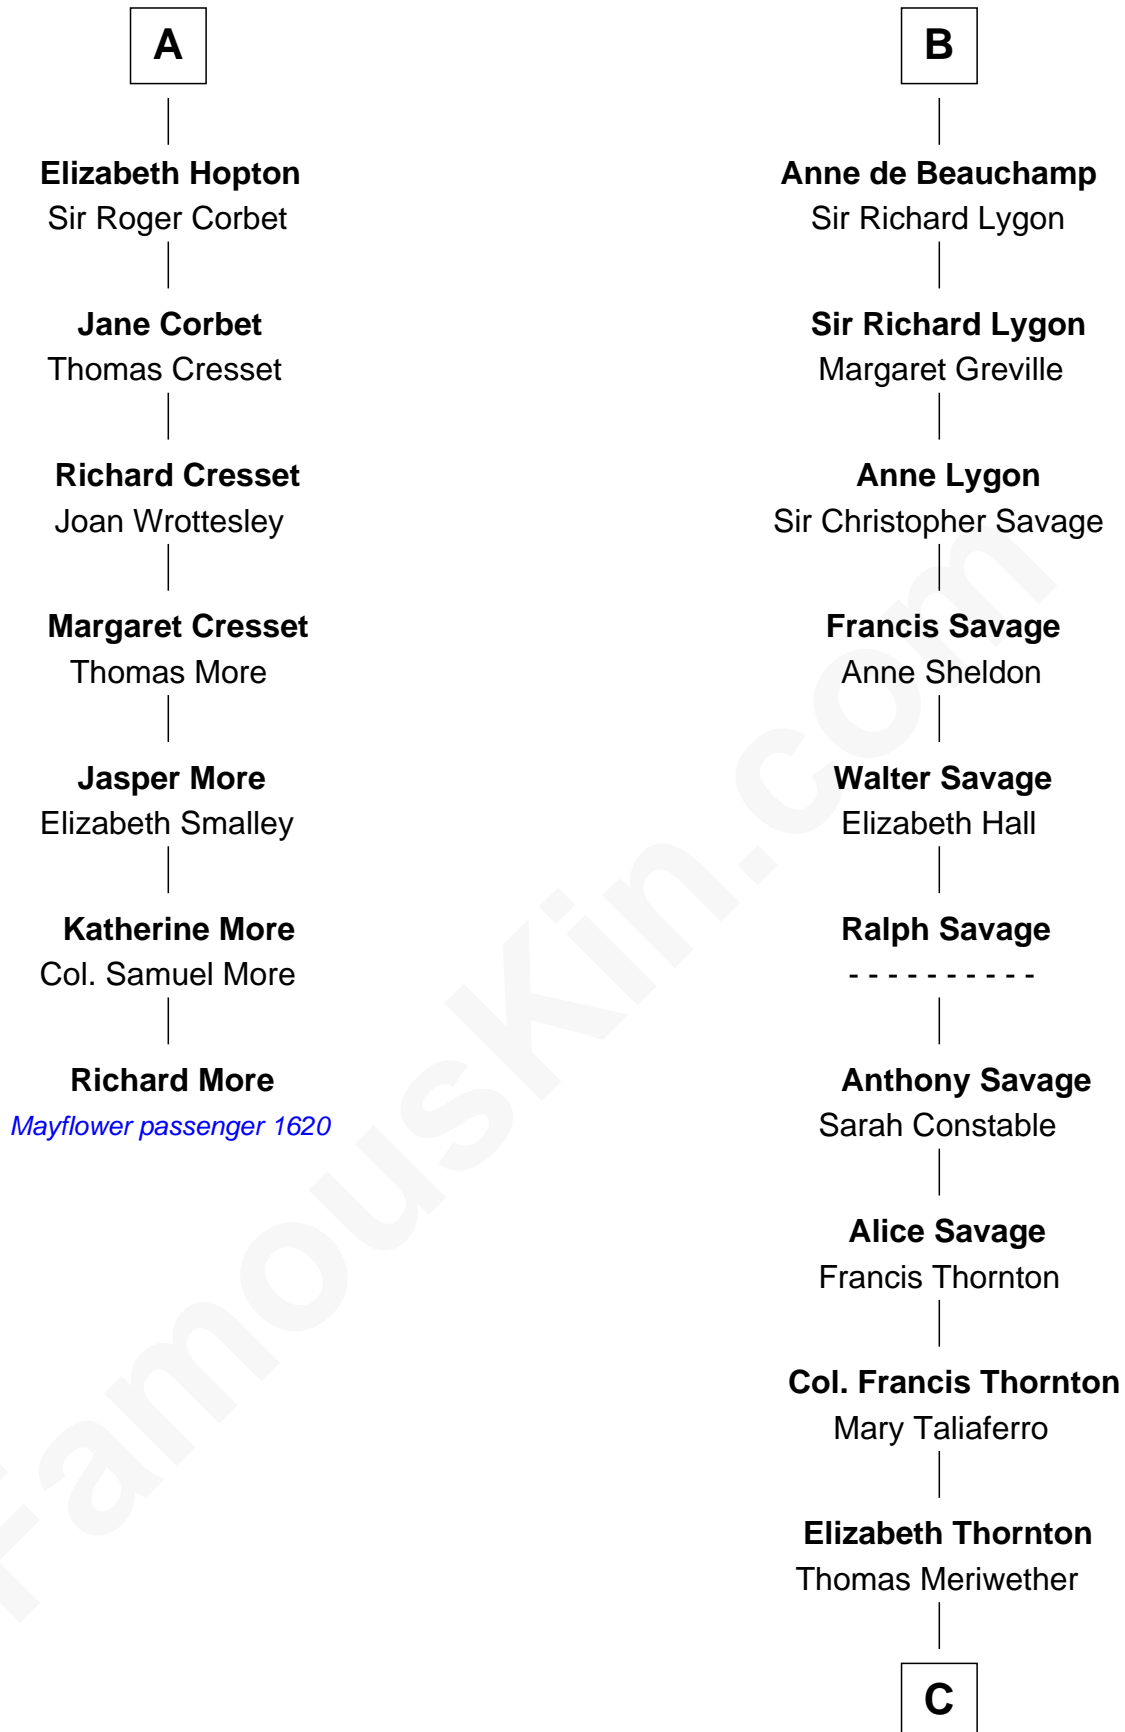 A
Elizabeth Hopton
Sir Roger Corbet
Jane Corbet
Thomas Cresset
Richard Cresset
Joan Wrottesley
Margaret Cresset
Thomas More
Jasper More
Elizabeth Smalley
Katherine More
Col. Samuel More
Richard More
Mayflower passenger 1620
B
Anne de Beauchamp
Sir Richard Lygon
Sir Richard Lygon
Margaret Greville
Anne Lygon
Sir Christopher Savage
Francis Savage
Anne Sheldon
Walter Savage
Elizabeth Hall
Ralph Savage
- - - - - - - - - -
Anthony Savage
Sarah Constable
Alice Savage
Francis Thornton
Col. Francis Thornton
Mary Taliaferro
Elizabeth Thornton
Thomas Meriwether
C
FamousKin.com